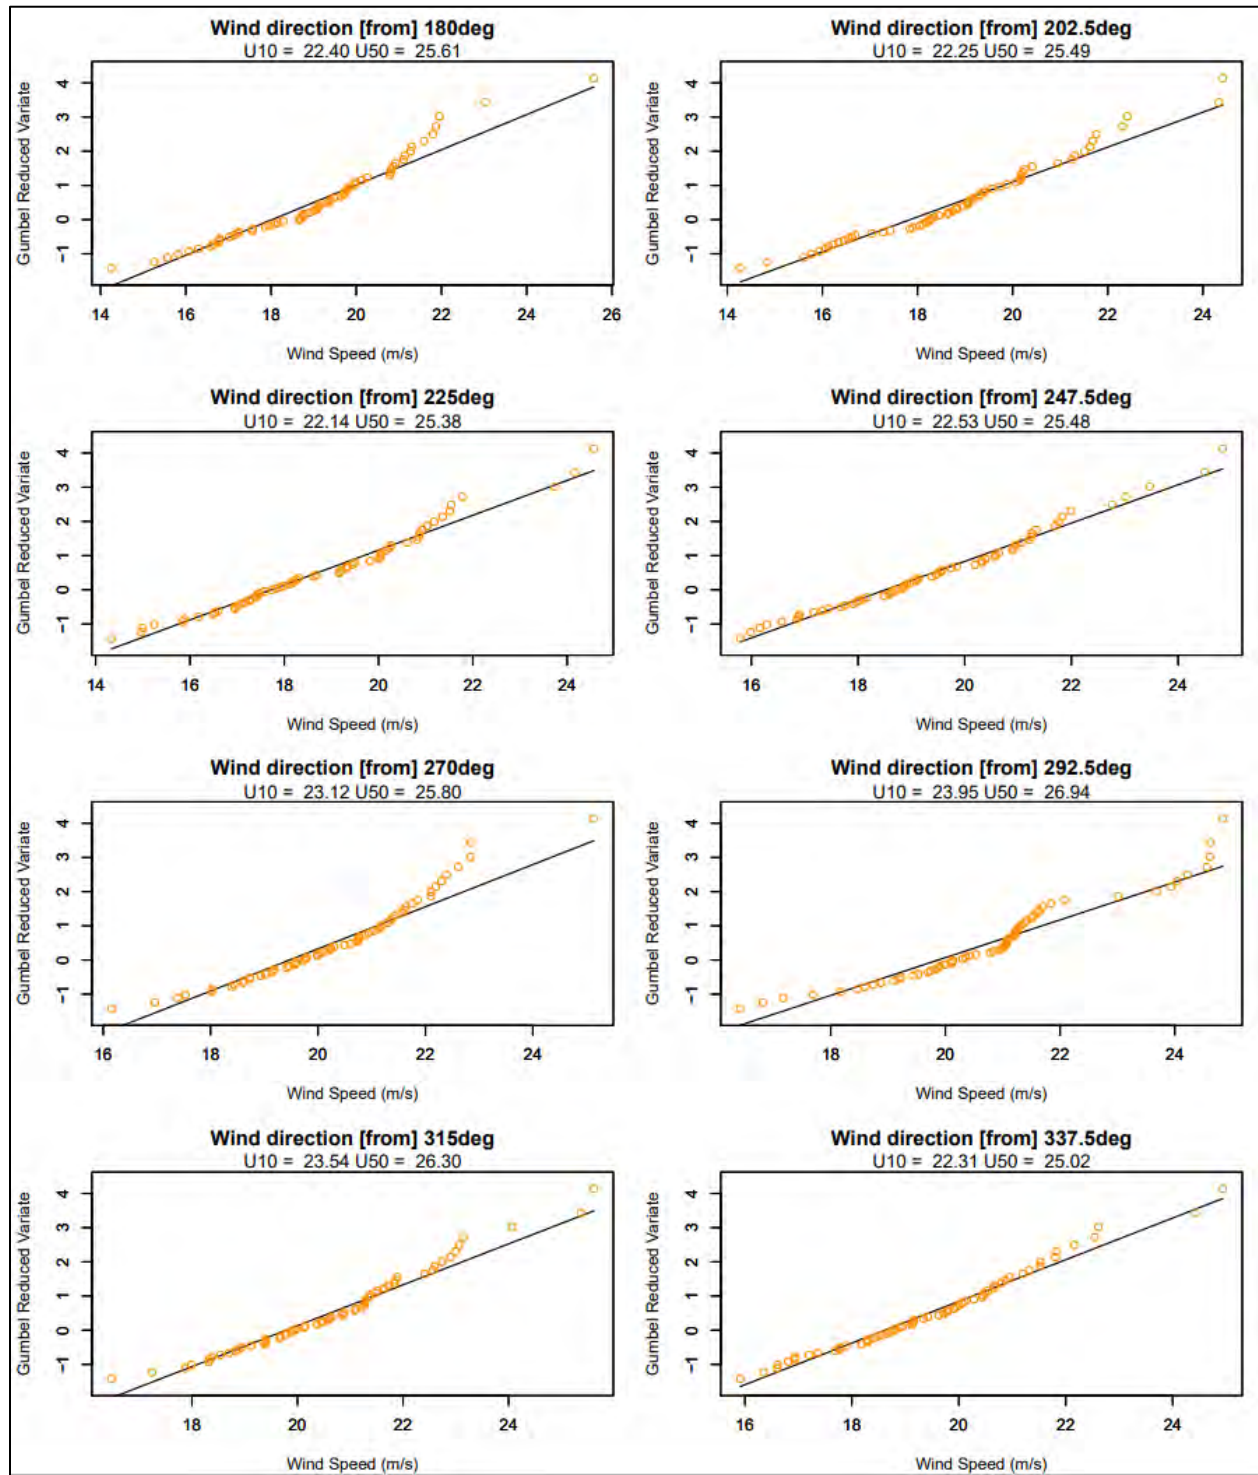 Wind direction [from] 180deg
U10 = 22.40 U50 = 25.61
Gumbel Reduced Variate
4
3
2
1
0
−1
14 16 18 20 22 24 26
Wind Speed (m/s)
Wind direction [from] 202.5deg
U10 = 22.25 U50 = 25.49
Gumbel Reduced Variate
4
3
2
1
0
−1
14 16 18 20 22 24
Wind Speed (m/s)
Wind direction [from] 225deg
U10 = 22.14 U50 = 25.38
Gumbel Reduced Variate
4
3
2
1
0
−1
14 16 18 20 22 24
Wind Speed (m/s)
Wind direction [from] 247.5deg
U10 = 22.53 U50 = 25.48
Gumbel Reduced Variate
4
3
2
1
0
−1
16 18 20 22 24
Wind Speed (m/s)
Wind direction [from] 270deg
U10 = 23.12 U50 = 25.80
Gumbel Reduced Variate
4
3
2
1
0
−1
16 18 20 22 24
Wind Speed (m/s)
Wind direction [from] 292.5deg
U10 = 23.95 U50 = 26.94
Gumbel Reduced Variate
4
3
2
1
0
−1
18 20 22 24
Wind Speed (m/s)
Wind direction [from] 315deg
U10 = 23.54 U50 = 26.30
Gumbel Reduced Variate
4
3
2
1
0
−1
18 20 22 24
Wind Speed (m/s)
Wind direction [from] 337.5deg
U10 = 22.31 U50 = 25.02
Gumbel Reduced Variate
4
3
2
1
0
−1
16 18 20 22 24
Wind Speed (m/s)